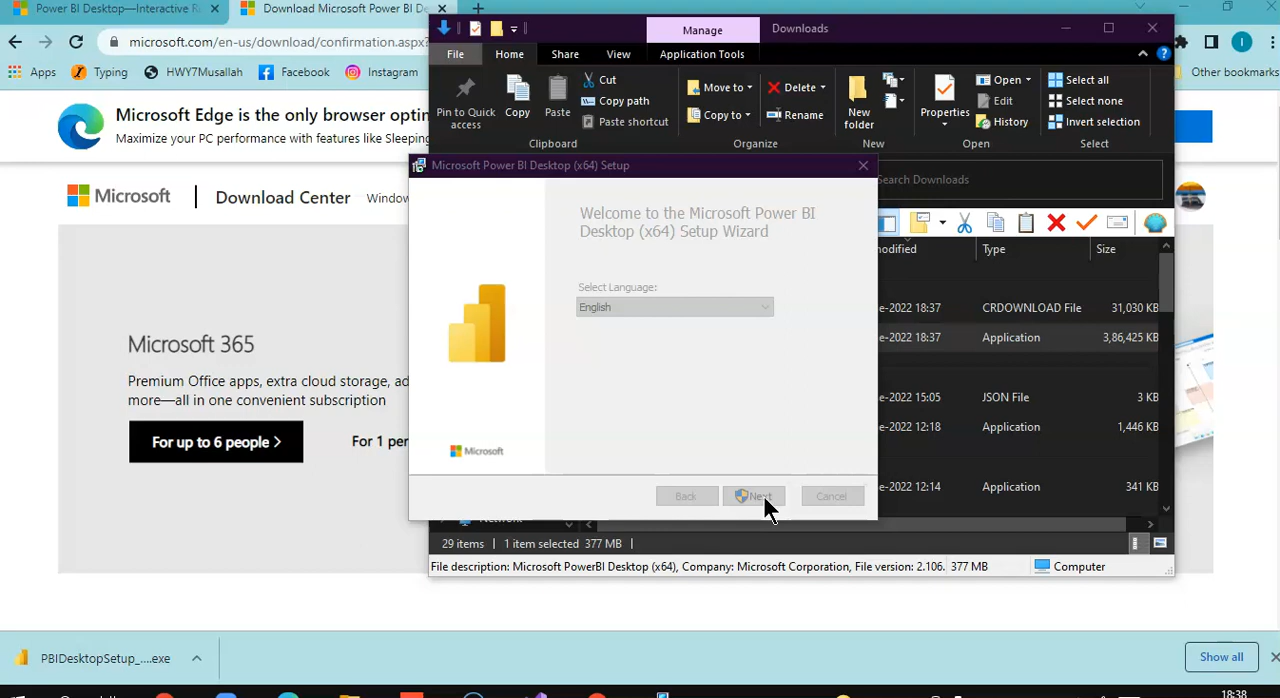 Power BI Desktop—Interactive R
Download Microsoft Power BI De
microsoft.com/en-us/download/confirmation.aspx?
Apps
Typing
HWY7Musallah
Facebook
Instagram
Other bookmarks
Microsoft Edge is the only browser optin
Maximize your PC performance with features like Sleeping
Microsoft
Download Center
Window
Microsoft 365
Premium Office apps, extra cloud storage, ad
more—all in one convenient subscription
For up to 6 people >
For 1 per
Manage
Downloads
File
Home
Share
View
Application Tools
Pin to Quick
access
Copy
Paste
Cut
Copy path
Paste shortcut
Clipboard
Move to
Copy to
Delete
Rename
Organize
New
folder
New
Properties
Open
Edit
History
Open
Select all
Select none
Invert selection
Select
Search Downloads
Microsoft Power BI Desktop (x64) Setup
Welcome to the Microsoft Power BI
Desktop (x64) Setup Wizard
Select Language:
English
Microsoft
Back
Next
Cancel
odified
Type
Size
e-2022 18:37
CRDOWNLOAD File
31,030 KB
e-2022 18:37
Application
3,86,425 KB
e-2022 15:05
JSON File
3 KB
e-2022 12:18
Application
1,446 KB
e-2022 12:14
Application
341 KB
Network
29 items
1 item selected 377 MB
File description: Microsoft PowerBI Desktop (x64), Company: Microsoft Corporation, File version: 2.106.
377 MB
Computer
PBIDesktopSetup_....exe
Show all
18:38